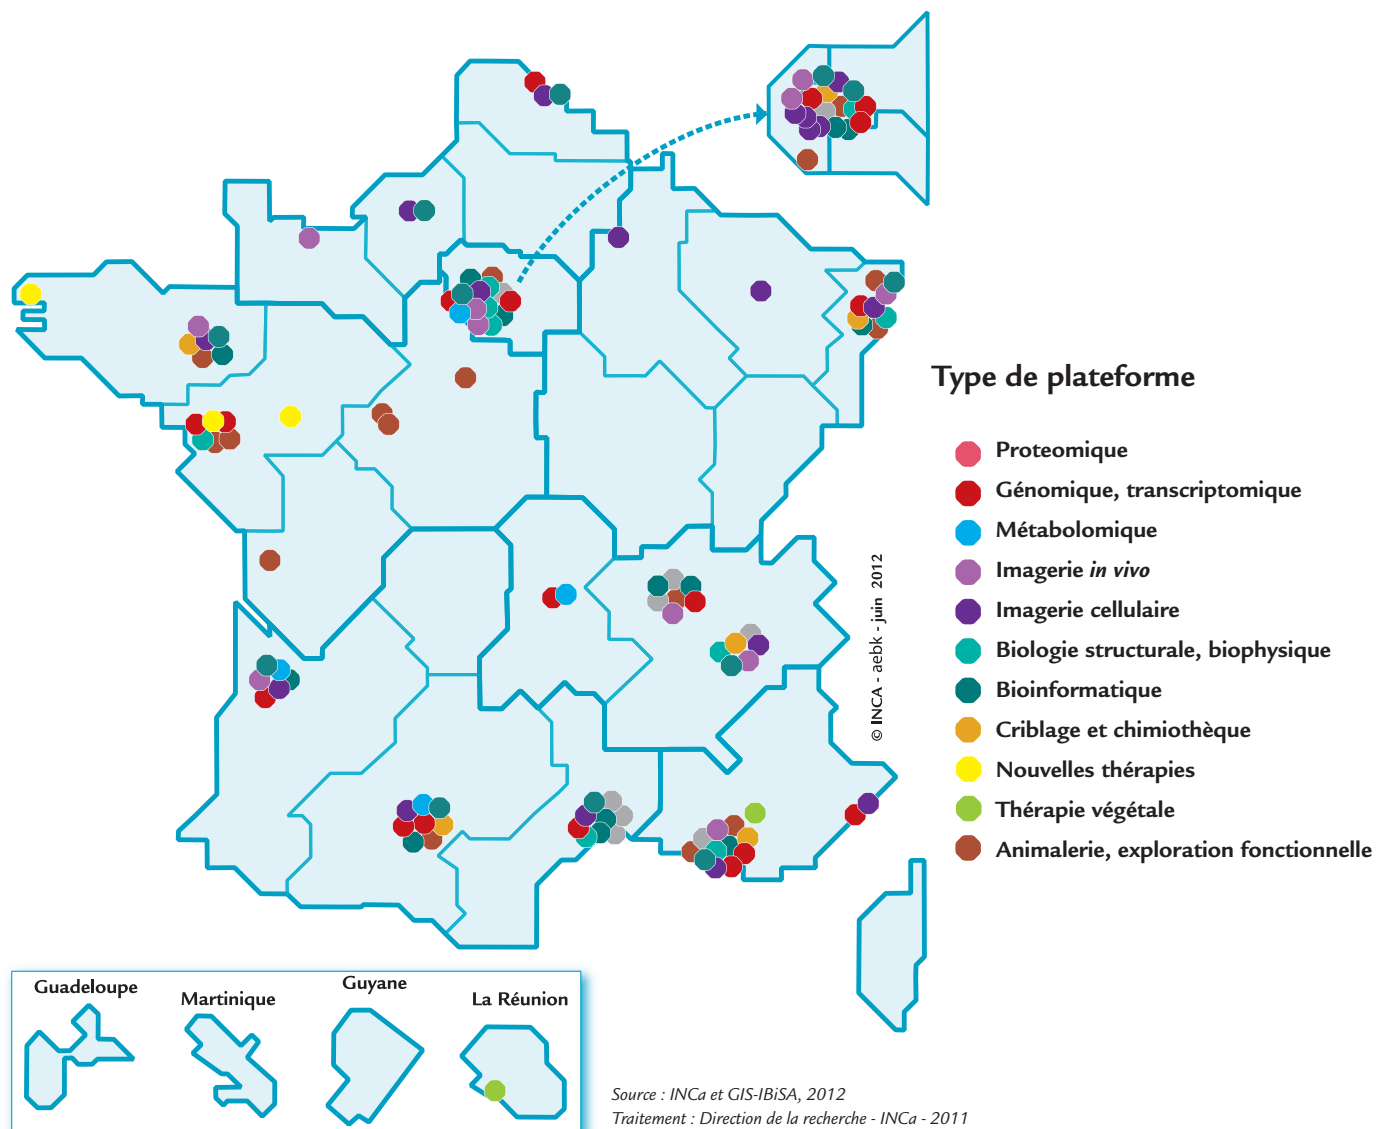 Type de plateforme
Proteomique
Génomique, transcriptomique
Métabolomique
Imagerie in vivo
Imagerie cellulaire
Biologie structurale, biophysique
Bioinformatique
Criblage et chimiothèque
Nouvelles thérapies
Thérapie végétale
Animalerie, exploration fonctionnelle
© INCA - aebk - juin 2012
Guadeloupe
Martinique
Guyane
La Réunion
Source : INCa et GIS-IBiSA, 2012
Traitement : Direction de la recherche - INCa - 2011